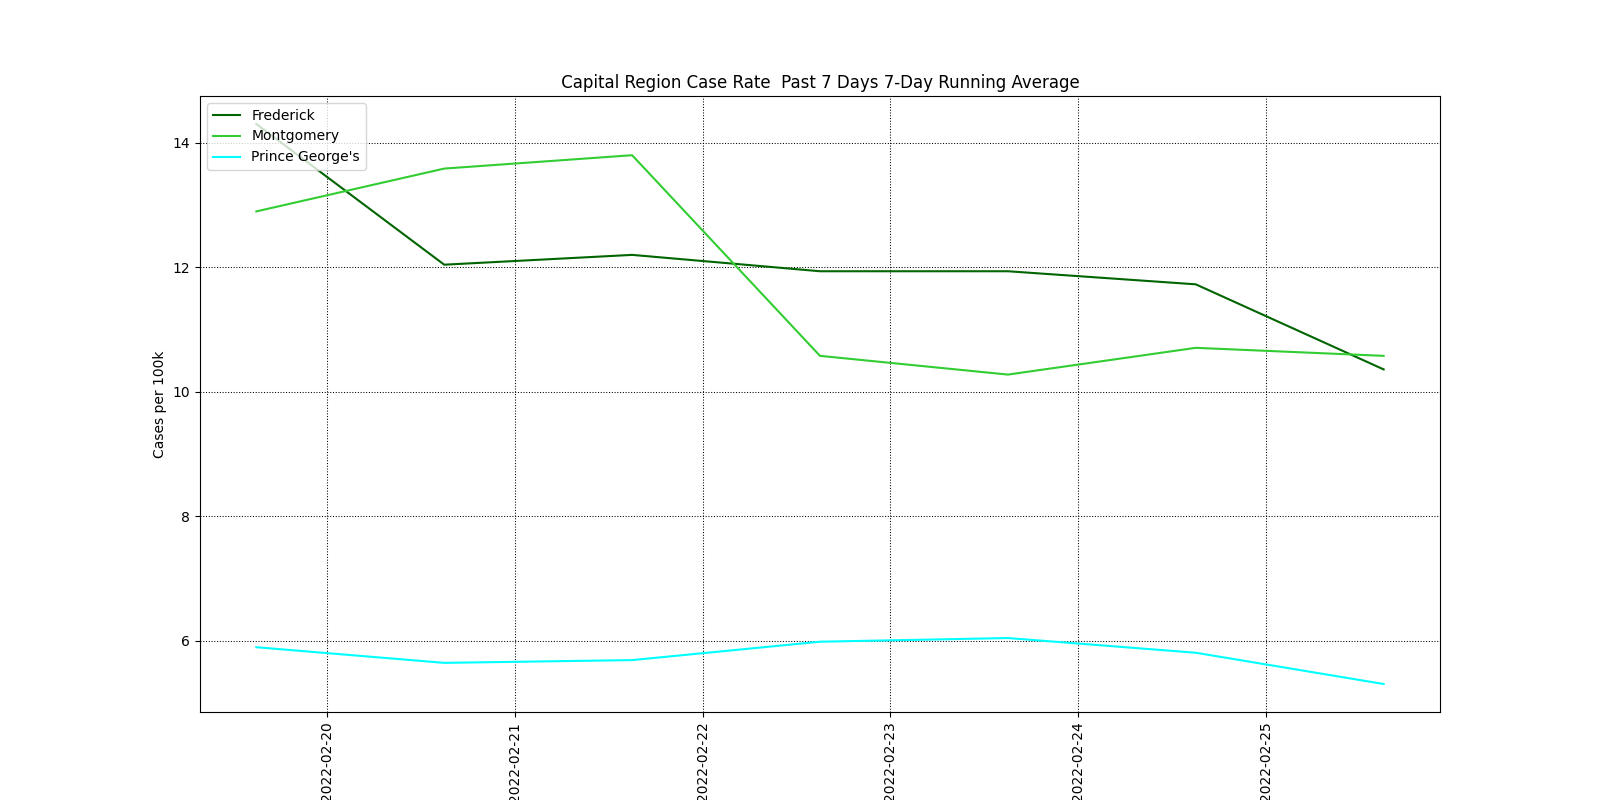 Capital Region Case Rate  Past 7 Days 7-Day Running Average
Frederick
Montgomery
Prince George's
14
12
10
8
6
Cases per 100k
2022-02-20
2022-02-21
2022-02-22
2022-02-23
2022-02-24
2022-02-25